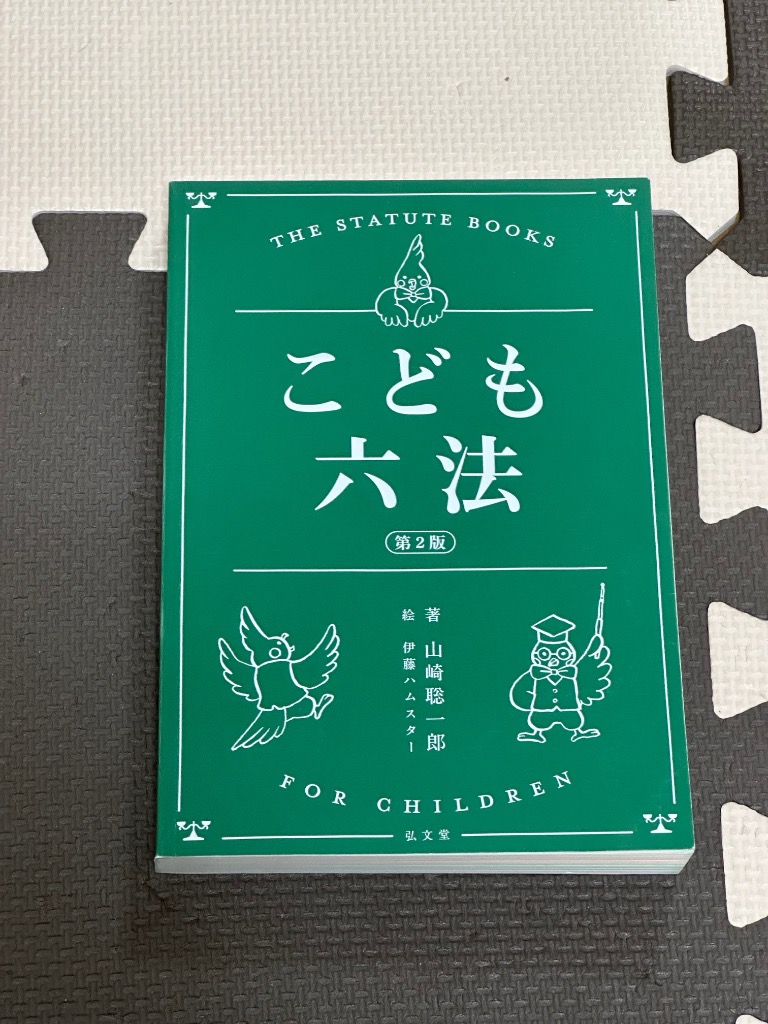 THE STATUTE BOOKS
こども
六法
第2版
著 山崎聡一郎
絵 伊藤ハムスター
FOR CHILDREN
弘文堂